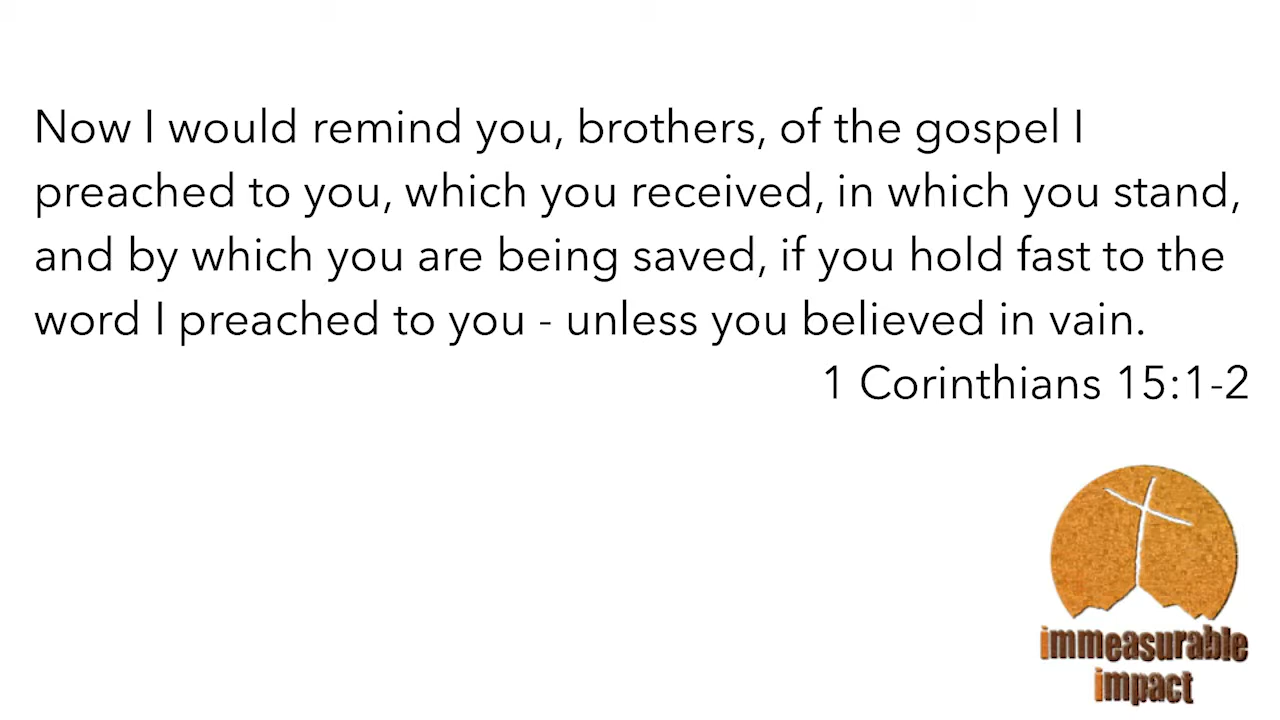 Now I would remind you, brothers, of the gospel I
preached to you, which you received, in which you stand,
and by which you are being saved, if you hold fast to the
word I preached to you - unless you believed in vain.
1 Corinthians 15:1-2
immeasurable
impact